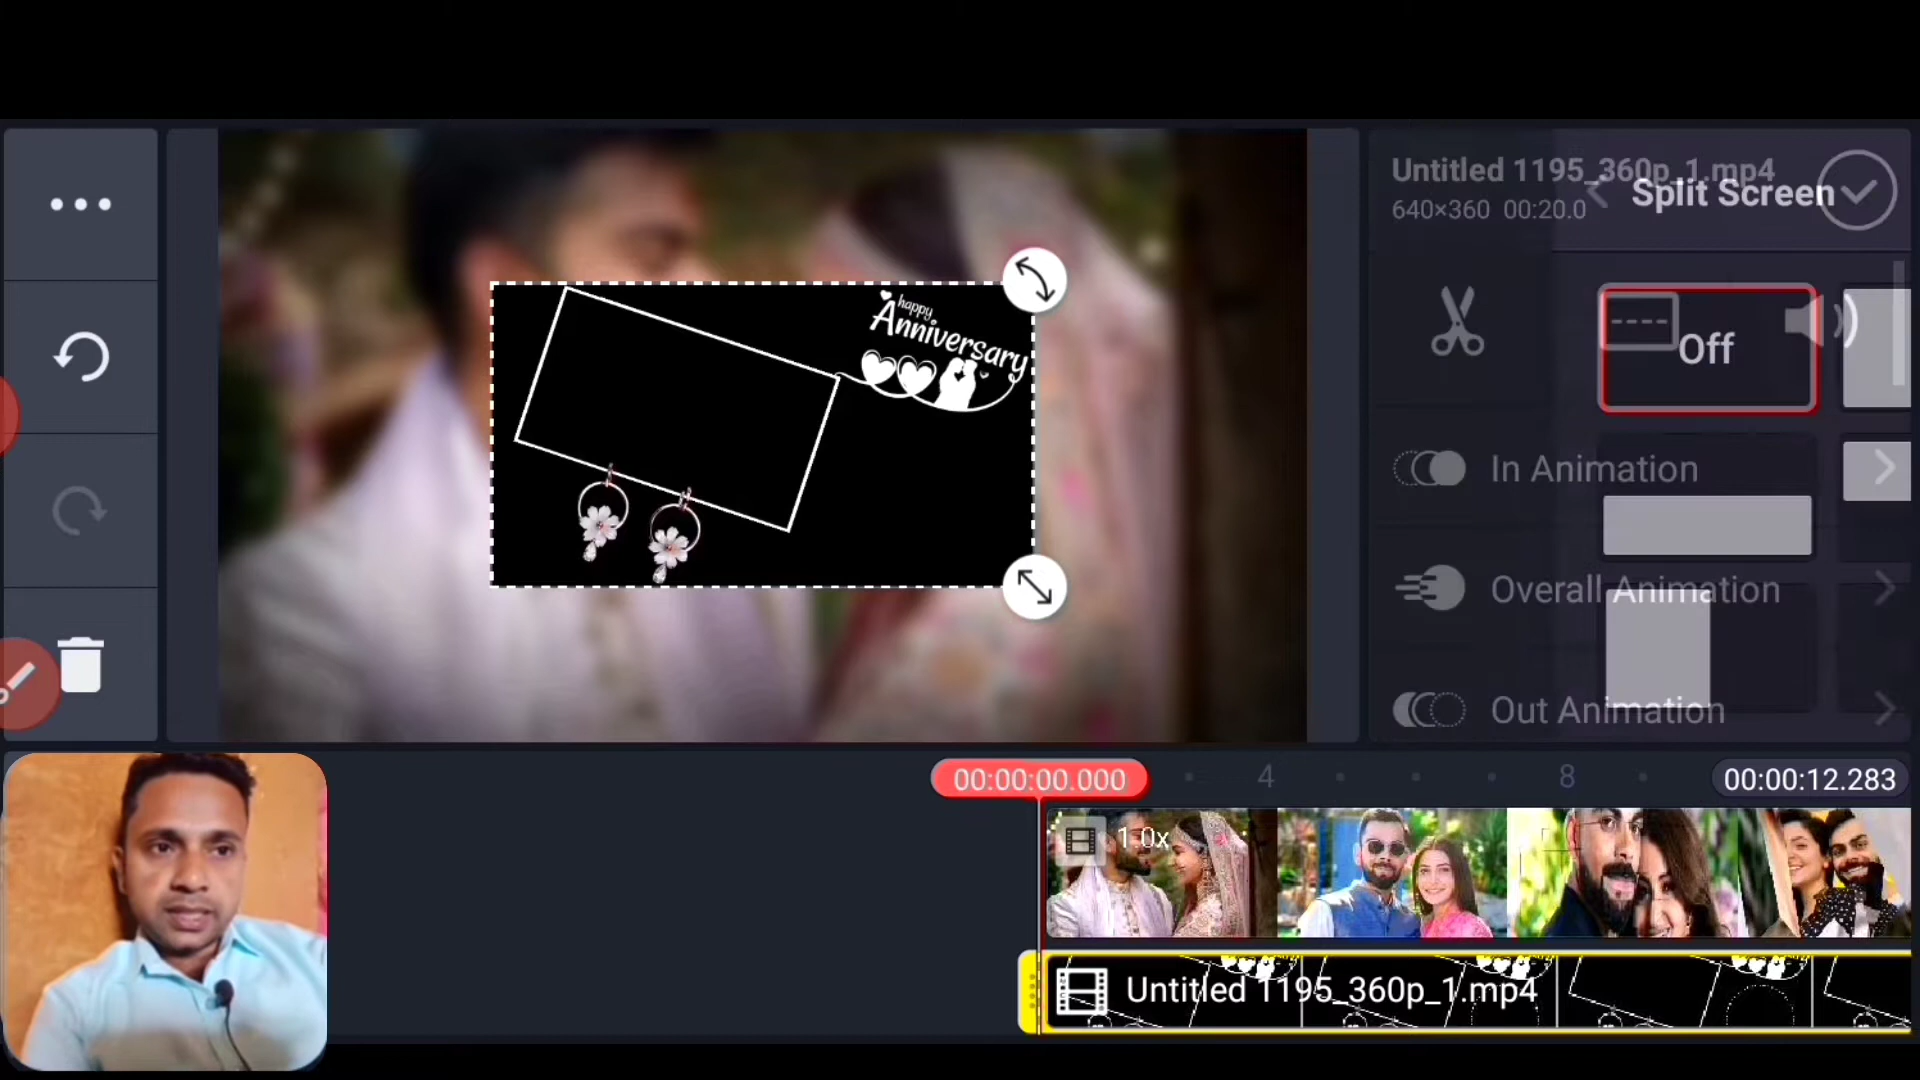 Untitled 1195_360p_1.mp4
Split Screen
640×360 00:20.0
happy
Anniversary
Off
In Animation
Overall Animation
Out Animation
00:00:00.000
4
8
00:00:12.283
1.0x
Untitled 1195_360p_1.mp4